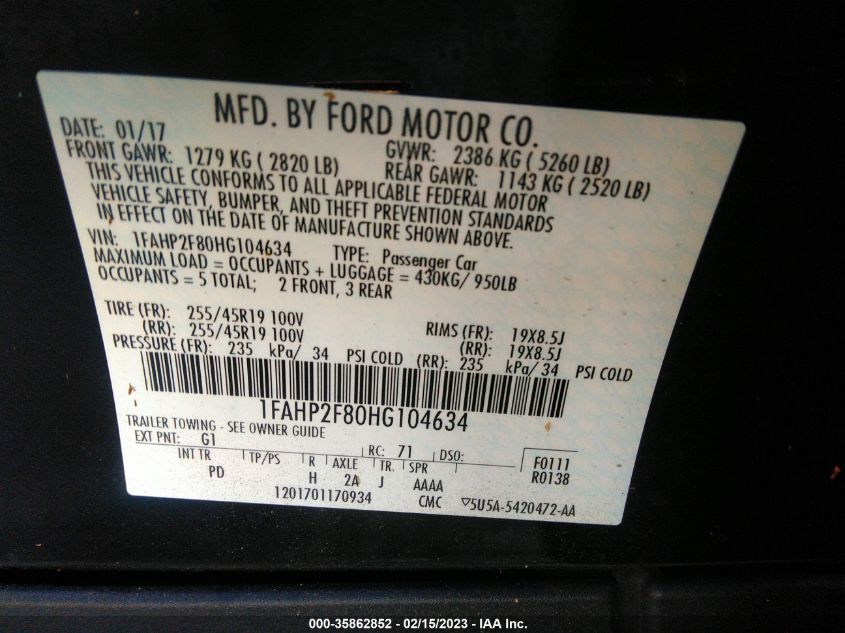 MFD. BY FORD MOTOR CO.
DATE: 01/17 GVWR: 2386 KG ( 5260 LB)
FRONT GAWR: 1279 KG ( 2820 LB) REAR GAWR: 1143 KG ( 2520 LB)
THIS VEHICLE CONFORMS TO ALL APPLICABLE FEDERAL MOTOR
VEHICLE SAFETY, BUMPER, AND THEFT PREVENTION STANDARDS
IN EFFECT ON THE DATE OF MANUFACTURE SHOWN ABOVE.
VIN: 1FAHP2F80HG104634 TYPE: Passenger Car
MAXIMUM LOAD = OCCUPANTS + LUGGAGE = 430KG/ 950LB
OCCUPANTS = 5 TOTAL; 2 FRONT, 3 REAR
TIRE (FR): 255/45R19 100V RIMS (FR): 19X8.5J
(RR): 255/45R19 100V (RR): 19X8.5J
PRESSURE (FR): 235 kPa/ 34 PSI COLD (RR): 235 kPa/ 34 PSI COLD
1FAHP2F80HG104634
TRAILER TOWING - SEE OWNER GUIDE
EXT PNT: G1 RC: 71 DSO: F0111
INT TR TP/PS R AXLE TR. SPR R0138
PD H 2A J AAAA
1201701170934 CMC ▽5U5A-5420472-AA
000-35862852 - 02/15/2023 - IAA Inc.